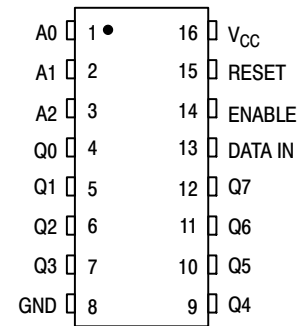 A0 1 16 V_CC
A1 2 15 RESET
A2 3 14 ENABLE
Q0 4 13 DATA IN
Q1 5 12 Q7
Q2 6 11 Q6
Q3 7 10 Q5
GND 8 9 Q4